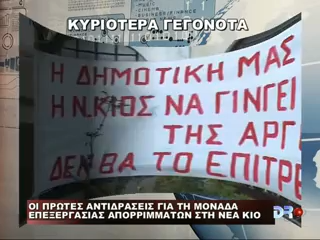 ΚΥΡΙΟΤΕΡΑ ΓΕΓΟΝΟΤΑ
Η ΔΗΜΟΤΙΚΗ ΜΑΣ
Η Ν.ΚΙΟΣ ΝΑ ΓΙΝΓΕΙ
ΤΗΣ ΑΡΓ
ΔΕΝ ΘΑ ΤΟ ΕΠΙΤΡΕ
ΟΙ ΠΡΩΤΕΣ ΑΝΤΙΔΡΑΣΕΙΣ ΓΙΑ ΤΗ ΜΟΝΑΔΑ
ΕΠΕΞΕΡΓΑΣΙΑΣ ΑΠΟΡΡΙΜΜΑΤΩΝ ΣΤΗ ΝΕΑ ΚΙΟ